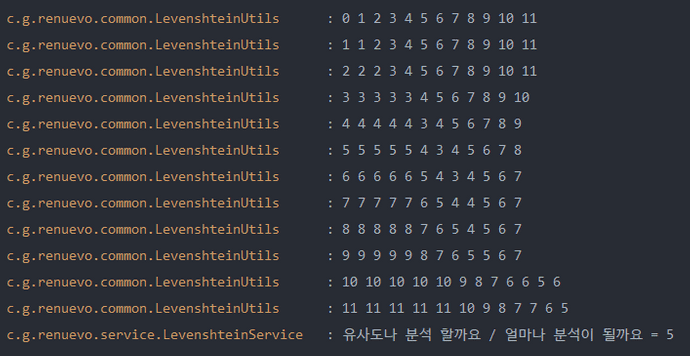 c.g.renuevo.common.LevenshteinUtils : 0 1 2 3 4 5 6 7 8 9 10 11
c.g.renuevo.common.LevenshteinUtils : 1 1 2 3 4 5 6 7 8 9 10 11
c.g.renuevo.common.LevenshteinUtils : 2 2 2 3 4 5 6 7 8 9 10 11
c.g.renuevo.common.LevenshteinUtils : 3 3 3 3 3 4 5 6 7 8 9 10
c.g.renuevo.common.LevenshteinUtils : 4 4 4 4 4 3 4 5 6 7 8 9
c.g.renuevo.common.LevenshteinUtils : 5 5 5 5 5 4 3 4 5 6 7 8
c.g.renuevo.common.LevenshteinUtils : 6 6 6 6 6 5 4 3 4 5 6 7
c.g.renuevo.common.LevenshteinUtils : 7 7 7 7 7 6 5 4 4 5 6 7
c.g.renuevo.common.LevenshteinUtils : 8 8 8 8 8 7 6 5 4 5 6 7
c.g.renuevo.common.LevenshteinUtils : 9 9 9 9 9 8 7 6 5 5 6 7
c.g.renuevo.common.LevenshteinUtils : 10 10 10 10 10 9 8 7 6 6 5 6
c.g.renuevo.common.LevenshteinUtils : 11 11 11 11 11 10 9 8 7 7 6 5
c.g.renuevo.service.LevenshteinService : 유사도나 분석 할까요 / 얼마나 분석이 될까요 = 5